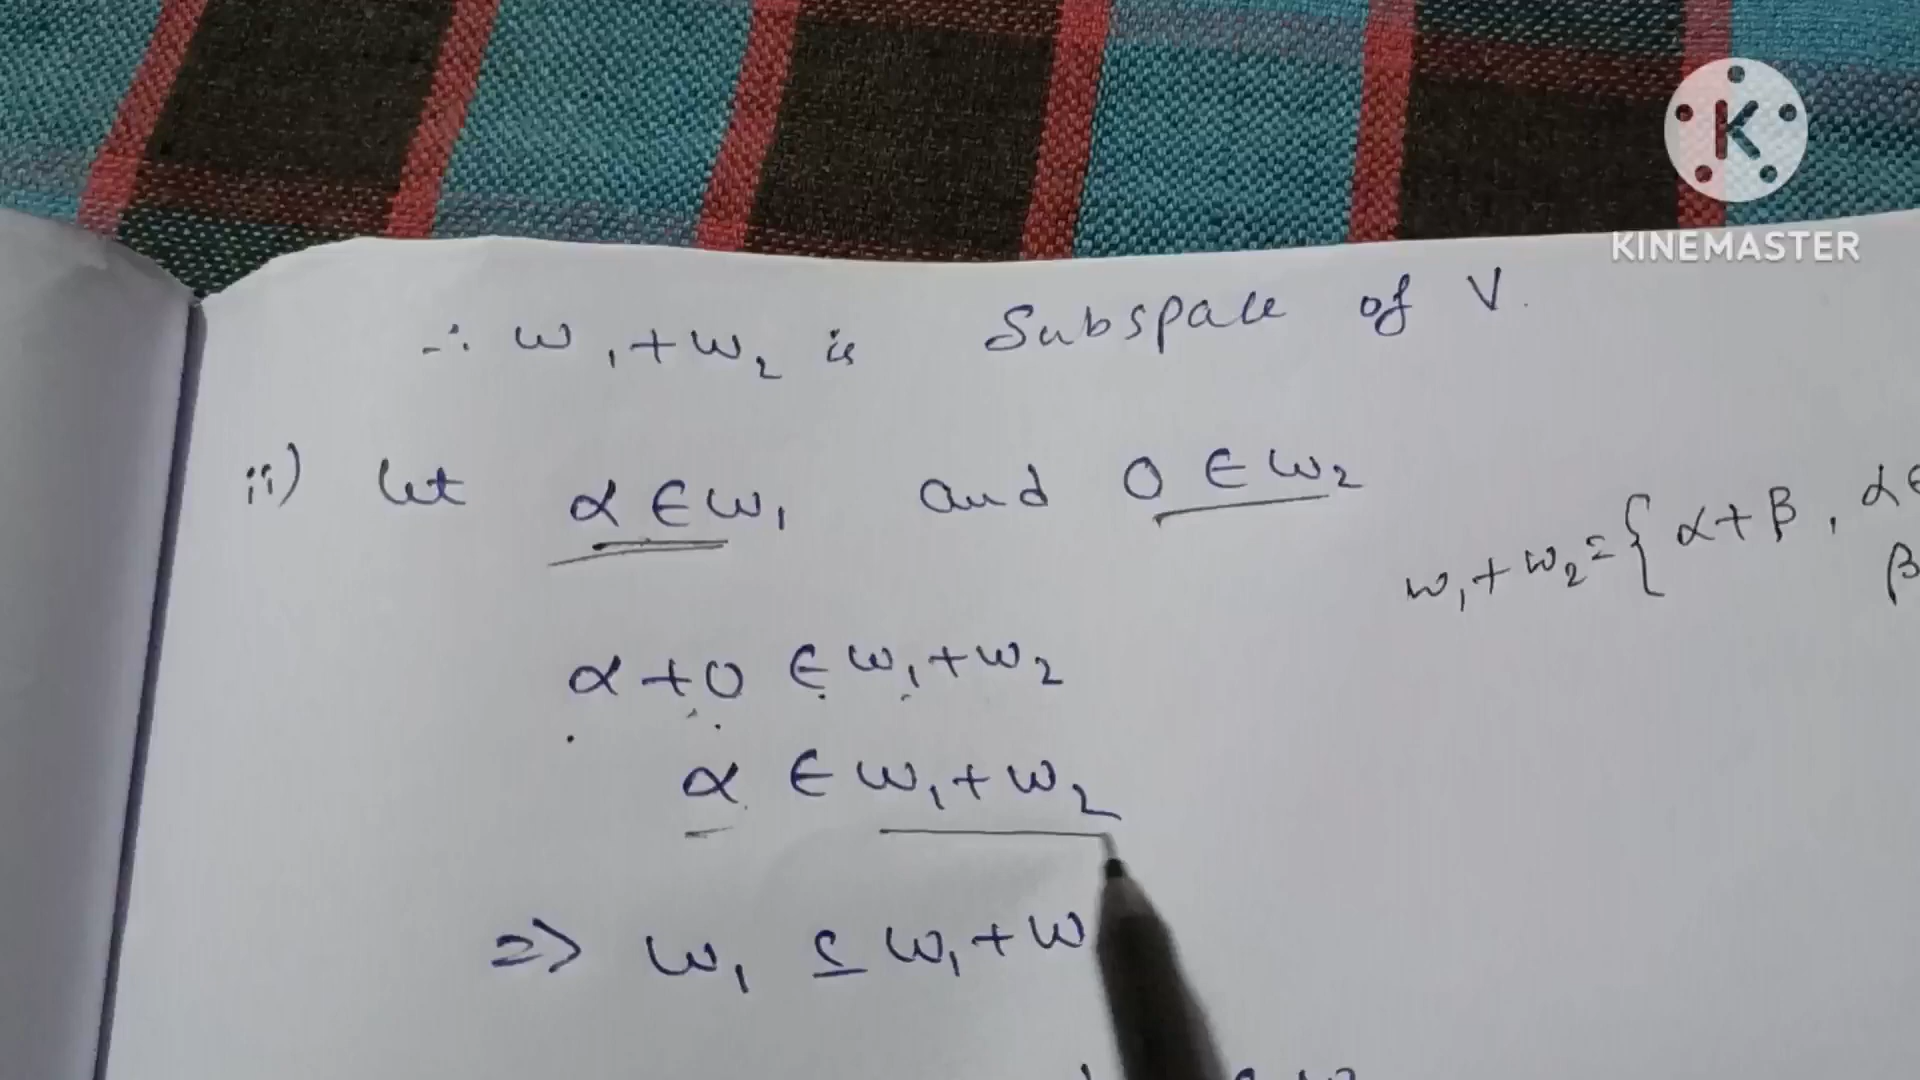 K
KINEMASTER
∴ w₁+w₂ is Subspace of V.
ii) let α∈w₁ and 0∈w₂
w₁+w₂={α+β, α∈
β
α+0 ∈ w₁+w₂
α ∈ w₁+w₂
=> w₁ ⊆ w₁+w